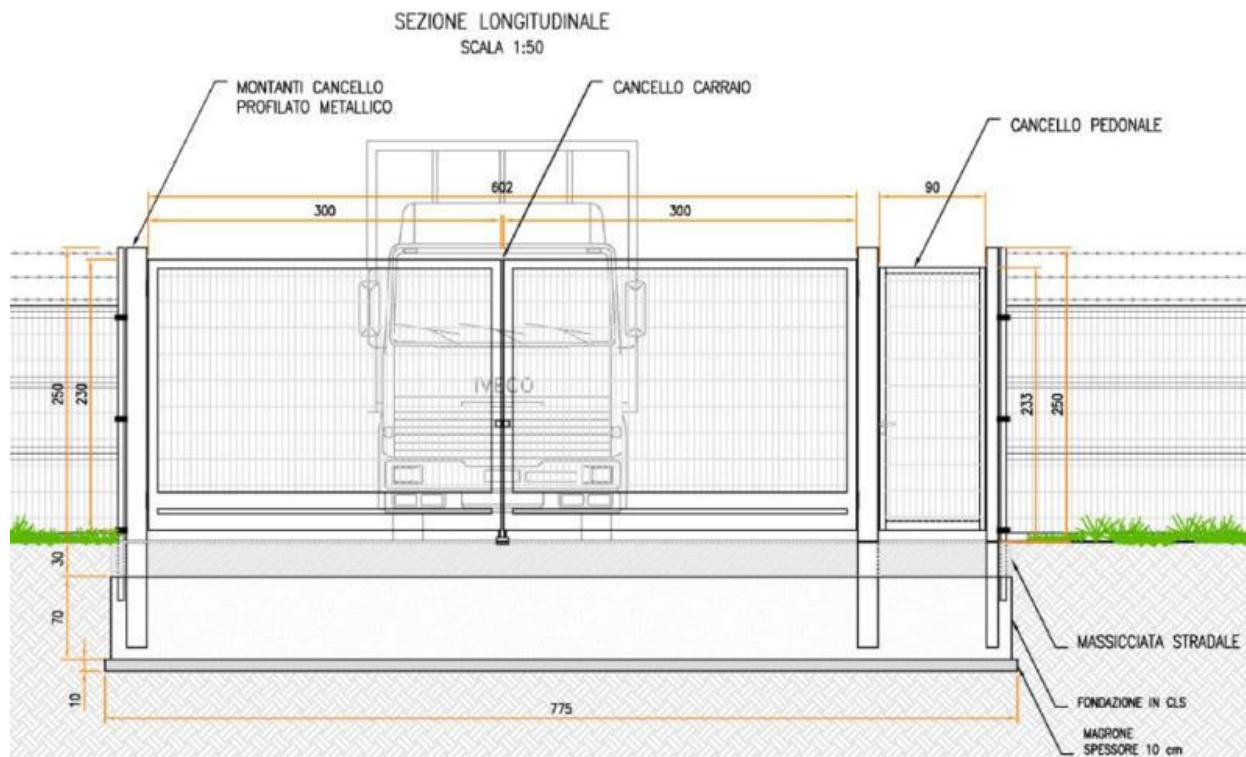 SEZIONE LONGITUDINALE
SCALA 1:50
MONTANTI CANCELLO
PROFILATO METALLICO
CANCELLO CARRAIO
CANCELLO PEDONALE
602
90
300
300
250
230
IVECO
233
250
30
70
10
775
MASSICCIATA STRADALE
FONDAZIONE IN CLS
MAGRONE
SPESSORE 10 cm